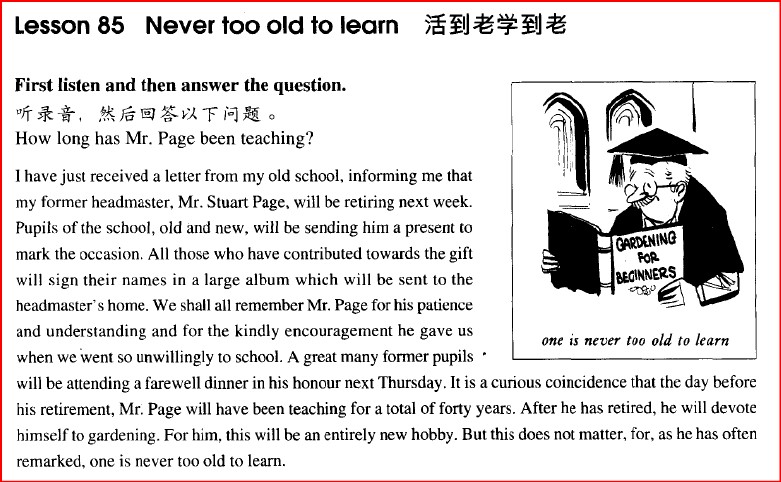 Lesson 85 Never too old to learn 活到老学到老
First listen and then answer the question.
听录音，然后回答以下问题。
How long has Mr. Page been teaching?
I have just received a letter from my old school, informing me that
my former headmaster, Mr. Stuart Page, will be retiring next week.
Pupils of the school, old and new, will be sending him a present to
mark the occasion. All those who have contributed towards the gift
will sign their names in a large album which will be sent to the
headmaster's home. We shall all remember Mr. Page for his patience
and understanding and for the kindly encouragement he gave us
when we went so unwillingly to school. A great many former pupils
will be attending a farewell dinner in his honour next Thursday. It is a curious coincidence that the day before
his retirement, Mr. Page will have been teaching for a total of forty years. After he has retired, he will devote
himself to gardening. For him, this will be an entirely new hobby. But this does not matter, for, as he has often
remarked, one is never too old to learn.
GARDENING
FOR
BEGINNERS
one is never too old to learn